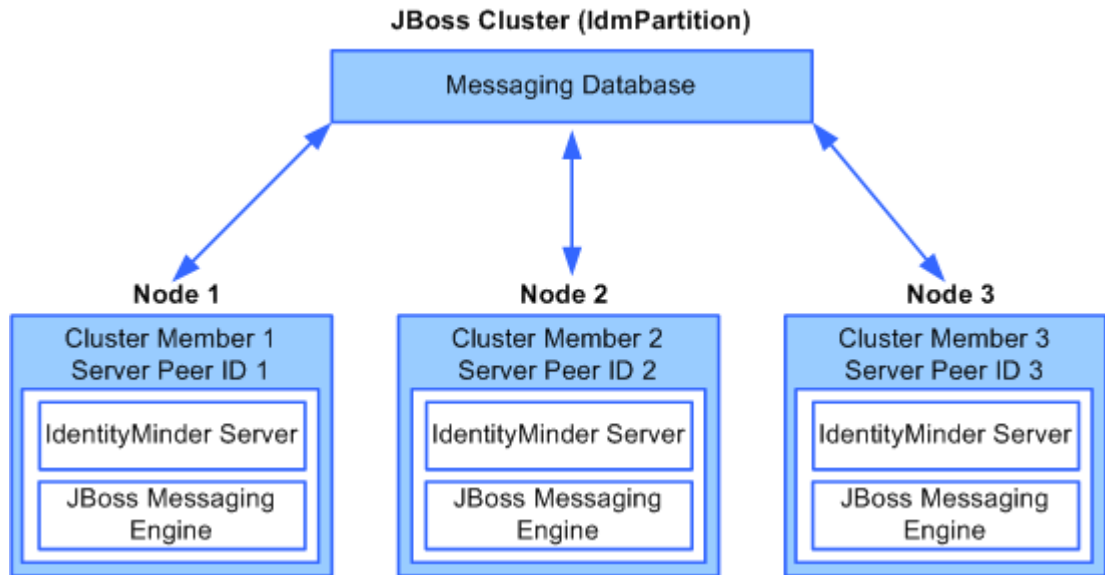 JBoss Cluster (IdmPartition)
Messaging Database
Node 1
Cluster Member 1
Server Peer ID 1
IdentityMinder Server
JBoss Messaging
Engine
Node 2
Cluster Member 2
Server Peer ID 2
IdentityMinder Server
JBoss Messaging
Engine
Node 3
Cluster Member 3
Server Peer ID 3
IdentityMinder Server
JBoss Messaging
Engine